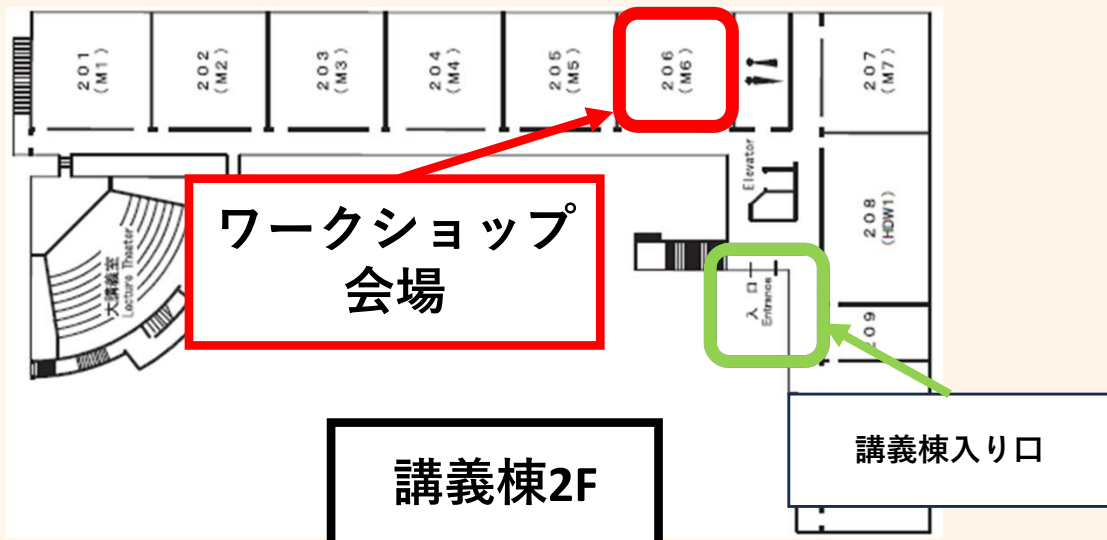 201
(M1)
202
(M2)
203
(M3)
204
(M4)
205
(M5)
206
(M6)
207
(M7)
Elevator
208
(HDW1)
ワークショップ
会場
大講義室
Lecture Theater
入口
Entrance
209
講義棟入り口
講義棟2F